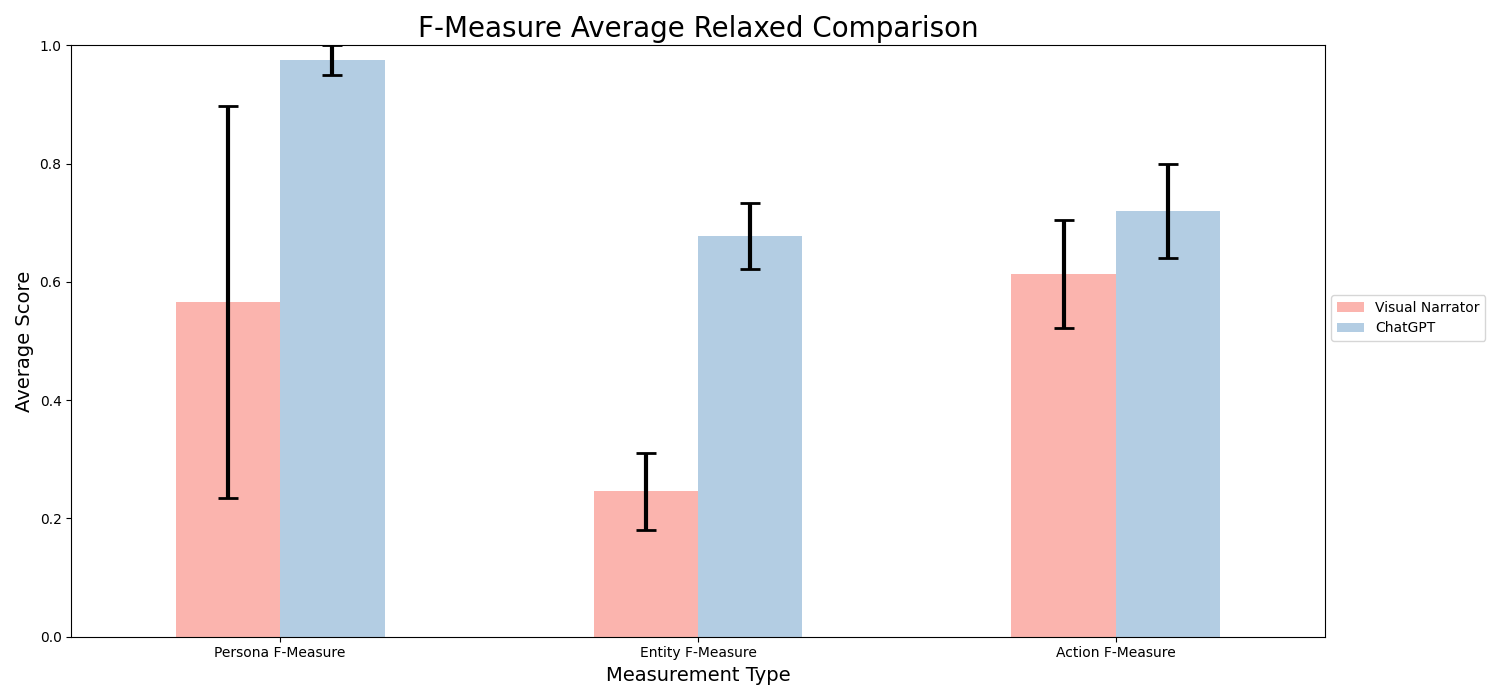 F-Measure Average Relaxed Comparison
Average Score
1.0
0.8
0.6
0.4
0.2
0.0
Persona F-Measure
Entity F-Measure
Action F-Measure
Measurement Type
Visual Narrator
ChatGPT